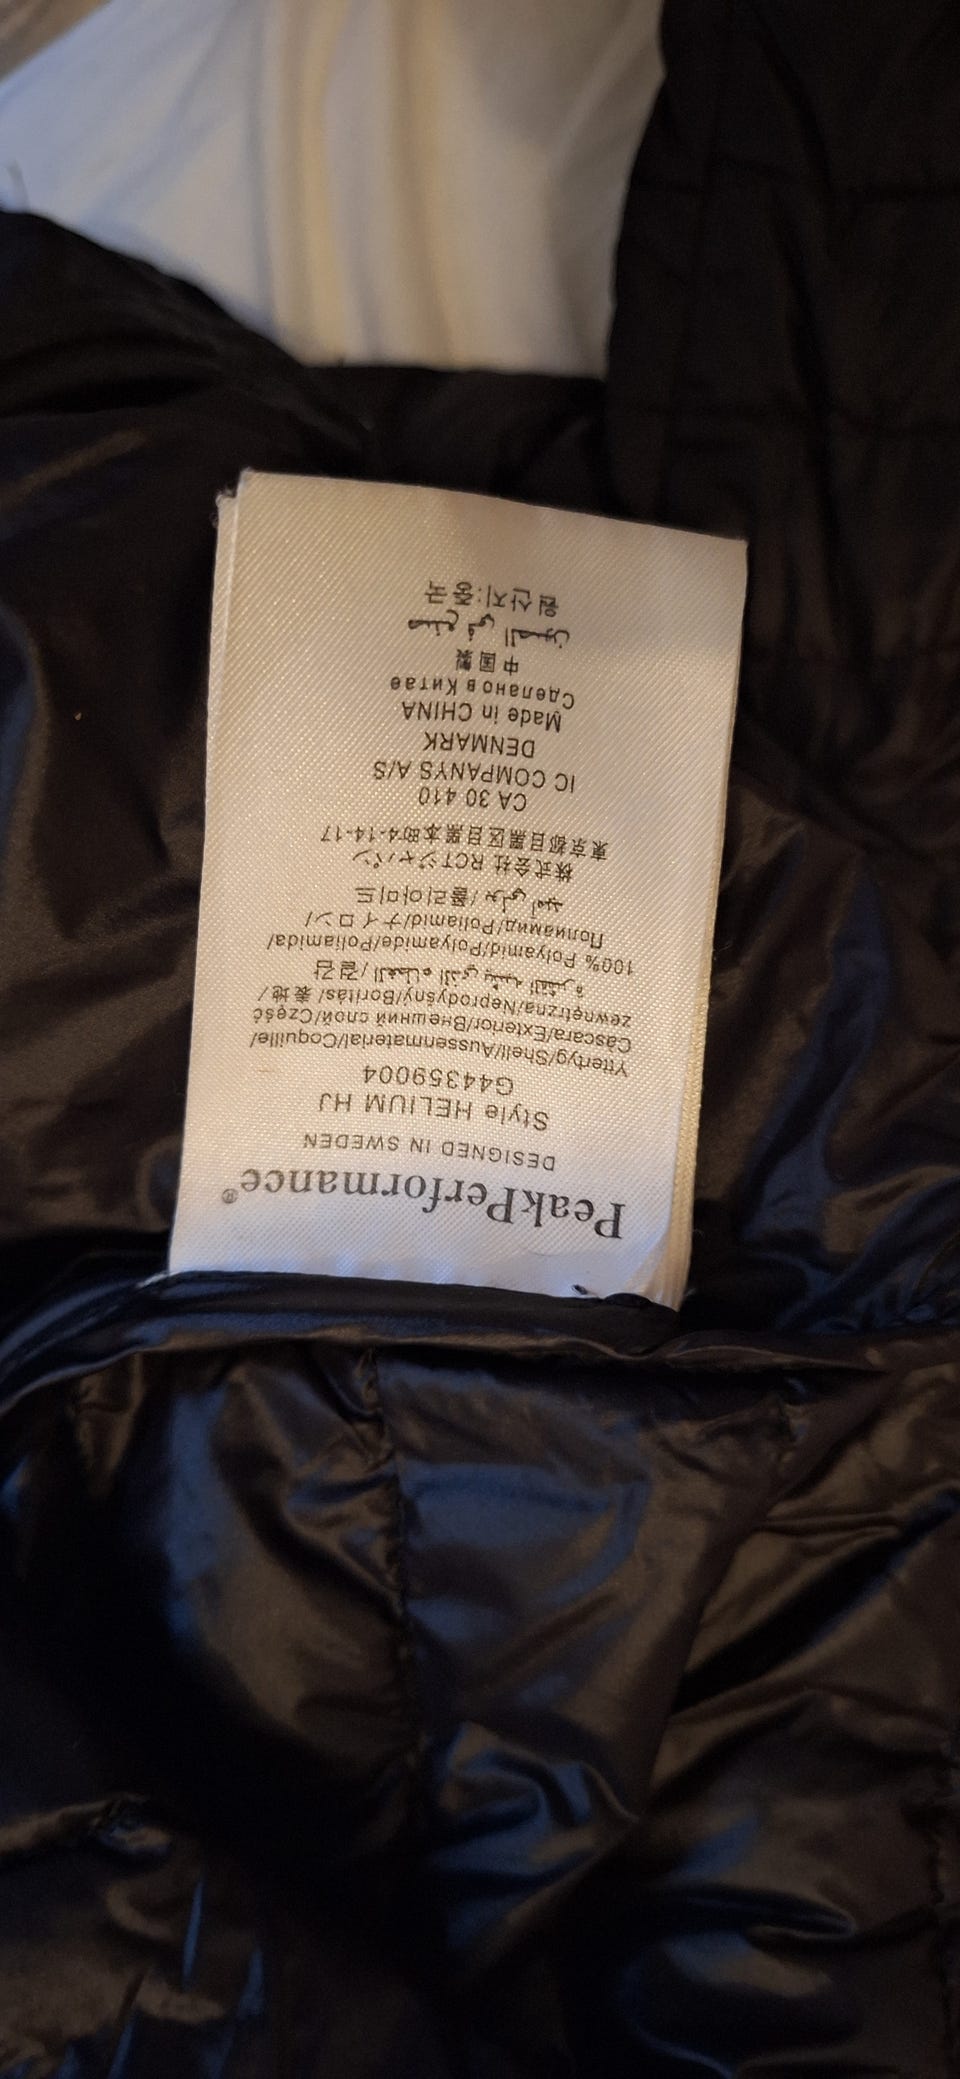 PeakPerformance®
DESIGNED IN SWEDEN
Style HELIUM HJ
G44359004
Yttertyg/Shell/Aussenmaterial/Coquille/
Cascara/Exterior/Внешний слой/Część
zewnętrzna/Neprodyšný/Borítás/表地/
القشرة الذي يشبه الغطاء/겉감
100% Polyamid/Polyamide/Poliamida/
Полиамид/Poliamid/ナイロン/
بولي أميد/폴리아미드
株式会社 RCTジャパン
東京都目黒区目黒本町4-14-17
CA 30 410
IC COMPANYS A/S
DENMARK
Made in CHINA
Сделано в Китае
中国製
صنع في الصين
원산지:중국